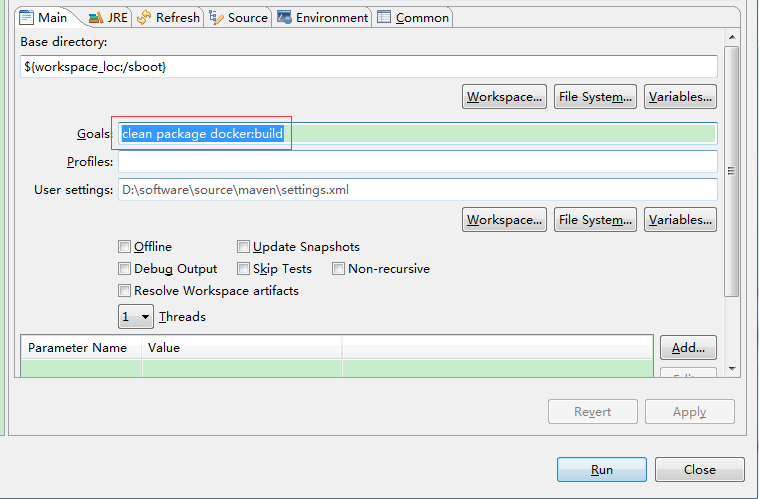 Main JRE Refresh Source Environment Common
Base directory:
${workspace_loc:/sboot}
Workspace... File System... Variables...
Goals: clean package docker:build
Profiles:
User settings: D:\software\source\maven\settings.xml
Workspace... File System... Variables...
Offline Update Snapshots
Debug Output Skip Tests Non-recursive
Resolve Workspace artifacts
1 Threads
Parameter Name Value Add...
Revert Apply
Run Close